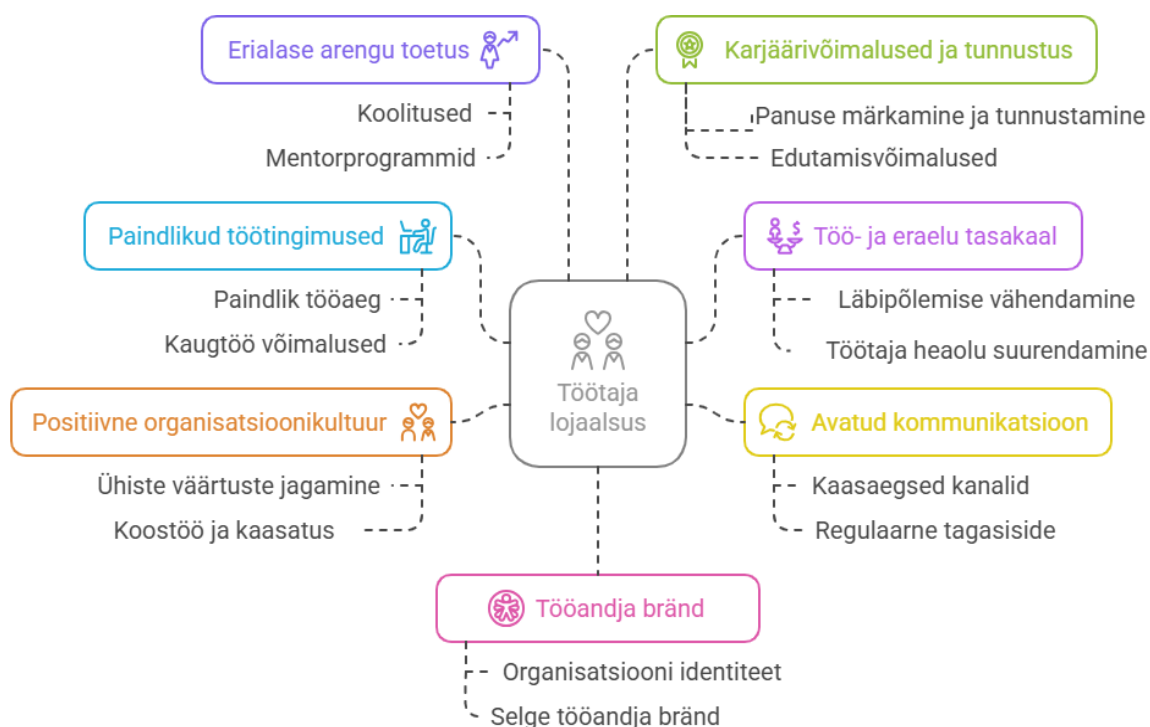 Erialase arengu toetus
Koolitused
Mentorprogrammid
Karjäärivõimalused ja tunnustus
Panuse märkamine ja tunnustamine
Edutamisvõimalused
Paindlikud töötingimused
Paindlik tööaeg
Kaugtöö võimalused
Töö- ja eraelu tasakaal
Läbipõlemise vähendamine
Töötaja heaolu suurendamine
Töötaja
lojaalsus
Positiivne organisatsioonikultuur
Ühiste väärtuste jagamine
Koostöö ja kaasatus
Avatud kommunikatsioon
Kaasaegsed kanalid
Regulaarne tagasiside
Tööandja bränd
Organisatsiooni identiteet
Selge tööandja bränd